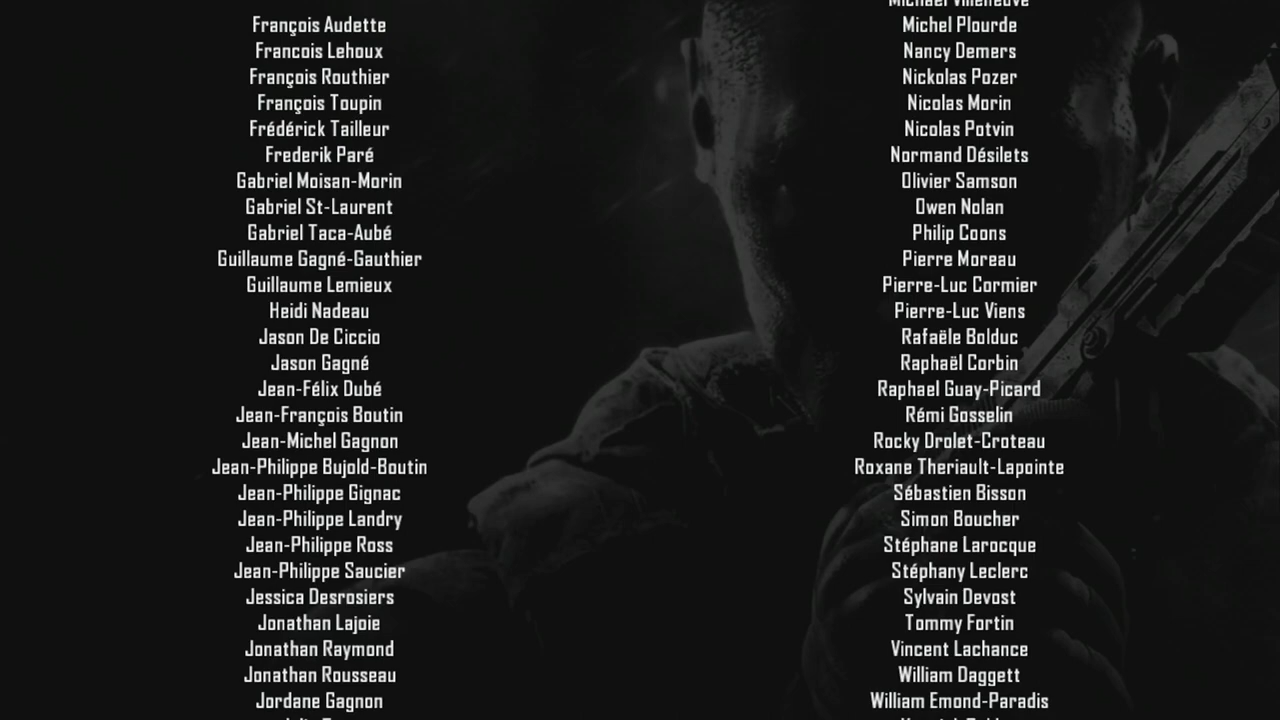 François Audette
Francois Lehoux
François Routhier
François Toupin
Frédérick Tailleur
Frederik Paré
Gabriel Moisan-Morin
Gabriel St-Laurent
Gabriel Taca-Aubé
Guillaume Gagné-Gauthier
Guillaume Lemieux
Heidi Nadeau
Jason De Ciccio
Jason Gagné
Jean-Félix Dubé
Jean-François Boutin
Jean-Michel Gagnon
Jean-Philippe Bujold-Boutin
Jean-Philippe Gignac
Jean-Philippe Landry
Jean-Philippe Ross
Jean-Philippe Saucier
Jessica Desrosiers
Jonathan Lajoie
Jonathan Raymond
Jonathan Rousseau
Jordane Gagnon
Michel Plourde
Nancy Demers
Nickolas Pozer
Nicolas Morin
Nicolas Potvin
Normand Désilets
Olivier Samson
Owen Nolan
Philip Coons
Pierre Moreau
Pierre-Luc Cormier
Pierre-Luc Viens
Rafaële Bolduc
Raphaël Corbin
Raphael Guay-Picard
Rémi Gosselin
Rocky Drolet-Croteau
Roxane Theriault-Lapointe
Sébastien Bisson
Simon Boucher
Stéphane Larocque
Stéphany Leclerc
Sylvain Devost
Tommy Fortin
Vincent Lachance
William Daggett
William Emond-Paradis